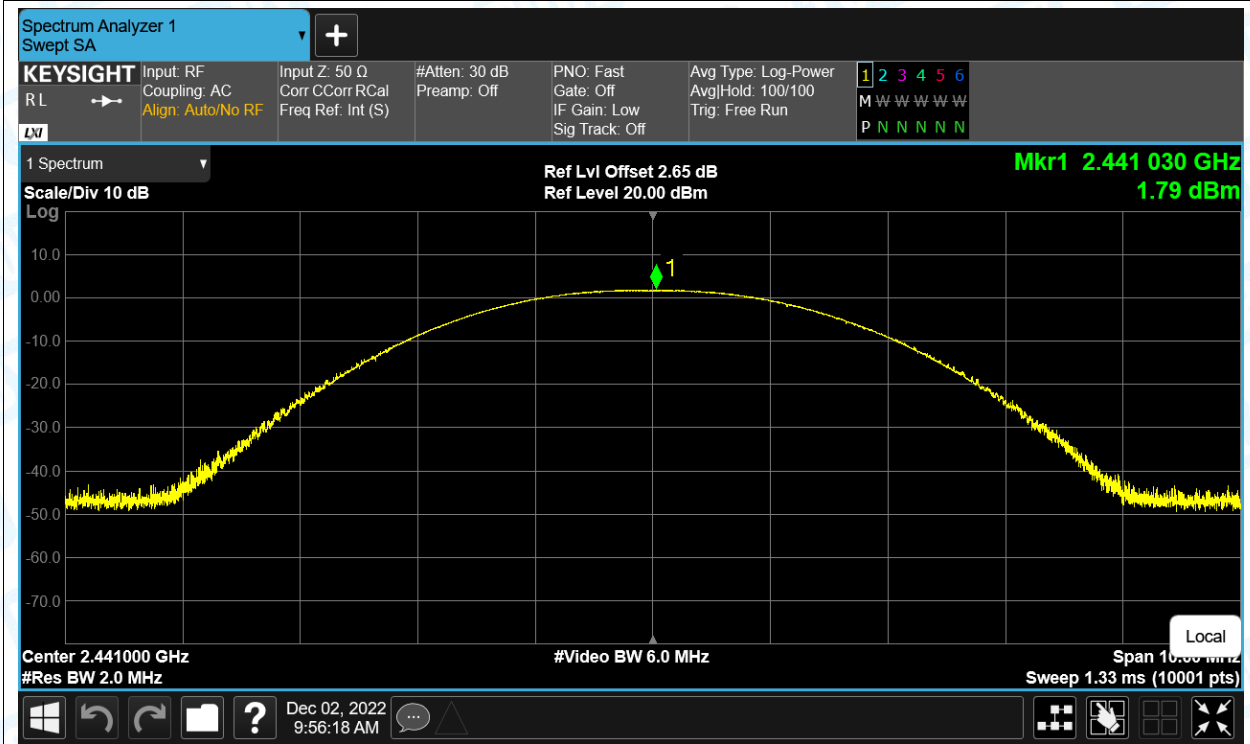 Spectrum Analyzer 1
Swept SA
KEYSIGHT
R L
LXI
Input: RF
Coupling: AC
Align: Auto/No RF
Input Z: 50 Ω
Corr CCorr RCal
Freq Ref: Int (S)
#Atten: 30 dB
Preamp: Off
PNO: Fast
Gate: Off
IF Gain: Low
Sig Track: Off
Avg Type: Log-Power
Avg|Hold: 100/100
Trig: Free Run
1 2 3 4 5 6
M W W W W W W
P N N N N N
1 Spectrum
Scale/Div 10 dB
Log
Ref Lvl Offset 2.65 dB
Ref Level 20.00 dBm
Mkr1 2.441 030 GHz
1.79 dBm
1
10.0
0.00
-10.0
-20.0
-30.0
-40.0
-50.0
-60.0
-70.0
Local
Center 2.441000 GHz
#Res BW 2.0 MHz
#Video BW 6.0 MHz
Span 10.00 MHz
Sweep 1.33 ms (10001 pts)
?
Dec 02, 2022
9:56:18 AM